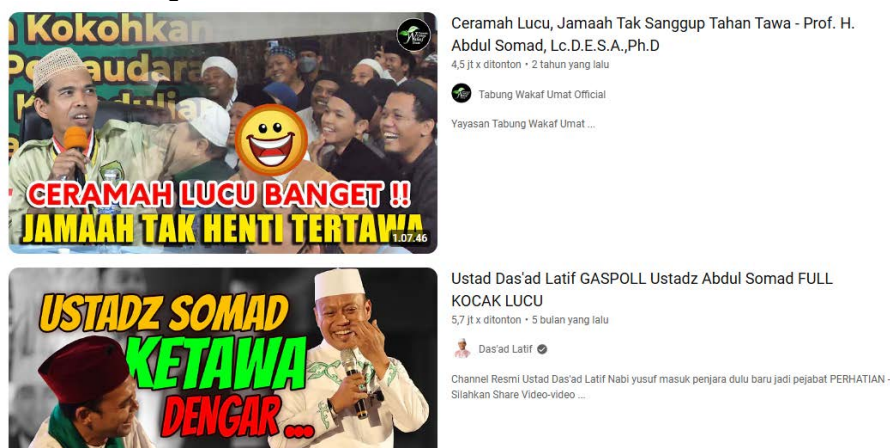 Kokohkan
Persaudara
Kepedulian
CERAMAH LUCU BANGET !!
JAMAAH TAK HENTI TERTAWA
1.07.46
Ceramah Lucu, Jamaah Tak Sanggup Tahan Tawa - Prof. H.
Abdul Somad, Lc.D.E.S.A.,Ph.D
4,5 jt x ditonton • 2 tahun yang lalu
Tabung Wakaf Umat Official
Yayasan Tabung Wakaf Umat ...
USTADZ SOMAD
KETAWA
DENGAR ...
Ustad Das'ad Latif GASPOLL Ustadz Abdul Somad FULL
KOCAK LUCU
5,7 jt x ditonton • 5 bulan yang lalu
Das'ad Latif
Channel Resmi Ustad Das'ad Latif Nabi yusuf masuk penjara dulu baru jadi pejabat PERHATIAN -
Silahkan Share Video-video ...